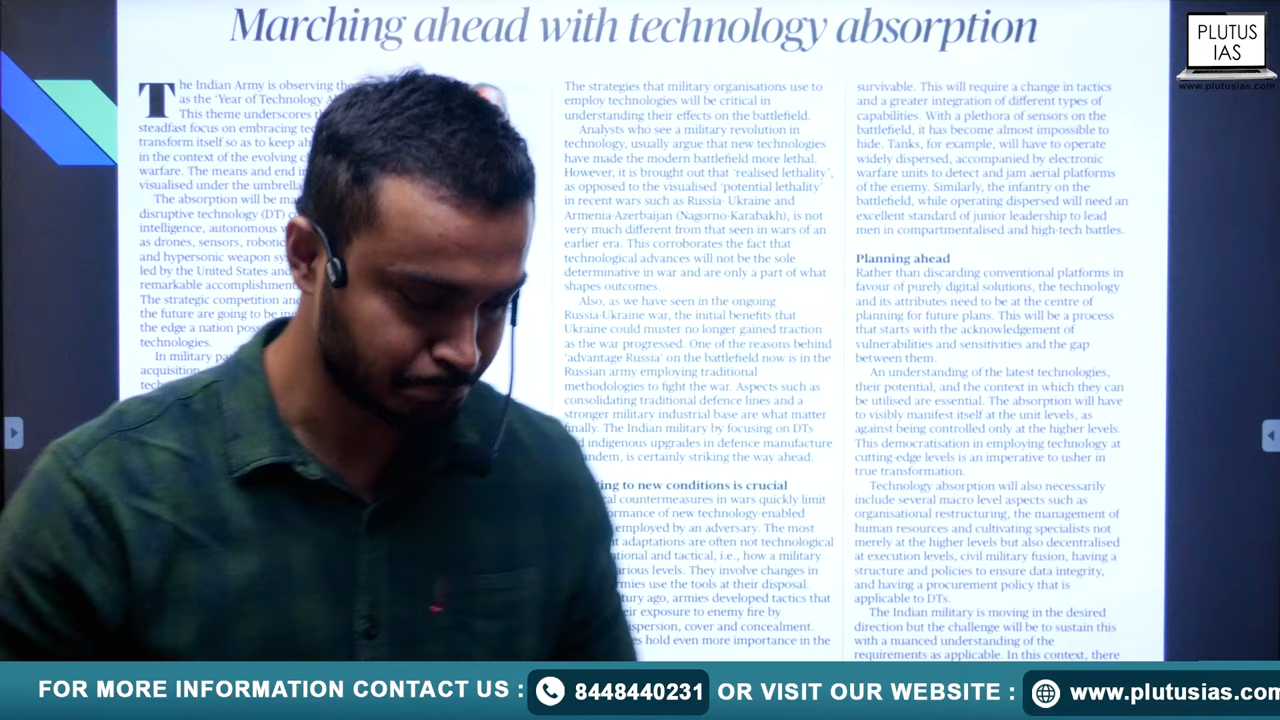 Marching ahead with technology absorption
PLUTUS
IAS
www.plutusias.com
The Indian Army is observing the
as the 'Year of Technology
This theme underscores
steadfast focus on embracing
transform itself so as to keep
in the context of the evolving
warfare. The means and end
visualised under the umbrella
The absorption will be
disruptive technology (DT)
intelligence, autonomous
as drones, sensors,
and hypersonic weapon
led by the United States and
remarkable
The strategic competition and
the future are going to be
the edge a nation
technologies.
In military
acquisition
The strategies that military organisations use to
employ technologies will be critical in
understanding their effects on the battlefield.
Analysts who see a military revolution in
technology, usually argue that new technologies
have made the modern battlefield more lethal.
However, it is brought out that 'realised lethality',
as opposed to the visualised 'potential lethality'
in recent wars such as Russia- Ukraine and
Armenia-Azerbaijan (Nagorno-Karabakh), is not
very much different from that seen in wars of an
earlier era. This corroborates the fact that
technological advances will not be the sole
determinative in war and are only a part of what
shapes outcomes.
Also, as we have seen in the ongoing
Russia-Ukraine war, the initial benefits that
Ukraine could muster no longer gained traction
as the war progressed. One of the reasons behind
'advantage Russia' on the battlefield now is in the
Russian army employing traditional
methodologies to fight the war. Aspects such as
consolidating traditional defence lines and a
stronger military industrial base are what matter
finally. The Indian military by focusing on DTs
indigenous upgrades in defence manufacture
is certainly striking the way ahead.
to new conditions is crucial
countermeasures in wars quickly limit
of new technology-enabled
employed by an adversary. The most
adaptations are often not technological
and tactical, i.e., how a military
levels. They involve changes in
use the tools at their disposal.
ago, armies developed tactics that
exposure to enemy fire by
cover and concealment.
hold even more importance in the
survivable. This will require a change in tactics
and a greater integration of different types of
capabilities. With a plethora of sensors on the
battlefield, it has become almost impossible to
hide. Tanks, for example, will have to operate
widely dispersed, accompanied by electronic
warfare units to detect and jam aerial platforms
of the enemy. Similarly, the infantry on the
battlefield, while operating dispersed will need an
excellent standard of junior leadership to lead
men in compartmentalised and high-tech battles.
Planning ahead
Rather than discarding conventional platforms in
favour of purely digital solutions, the technology
and its attributes need to be at the centre of
planning for future plans. This will be a process
that starts with the acknowledgement of
vulnerabilities and sensitivities and the gap
between them.
An understanding of the latest technologies,
their potential, and the context in which they can
be utilised are essential. The absorption will have
to visibly manifest itself at the unit levels, as
against being controlled only at the higher levels.
This democratisation in employing technology at
cutting-edge levels is an imperative to usher in
true transformation.
Technology absorption will also necessarily
include several macro level aspects such as
organisational restructuring, the management of
human resources and cultivating specialists not
merely at the higher levels but also decentralised
at execution levels, civil military fusion, having a
structure and policies to ensure data integrity,
and having a procurement policy that is
applicable to DTs.
The Indian military is moving in the desired
direction but the challenge will be to sustain this
with a nuanced understanding of the
requirements as applicable. In this context, there
FOR MORE INFORMATION CONTACT US : 8448440231 OR VISIT OUR WEBSITE : www.plutusias.com